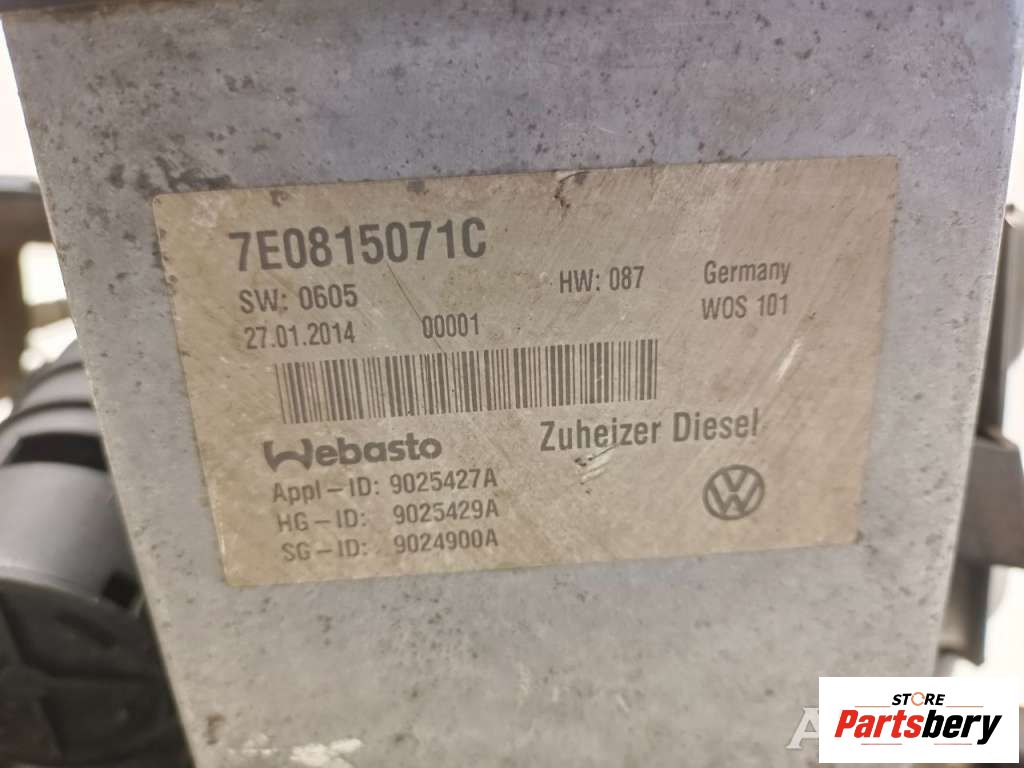 7E0815071C
SW: 0605 HW: 087 Germany
27.01.2014 00001 WOS 101
Webasto Zuheizer Diesel
Appl-ID: 9025427A
HG-ID: 9025429A
SG-ID: 9024900A
STORE
Partsbery